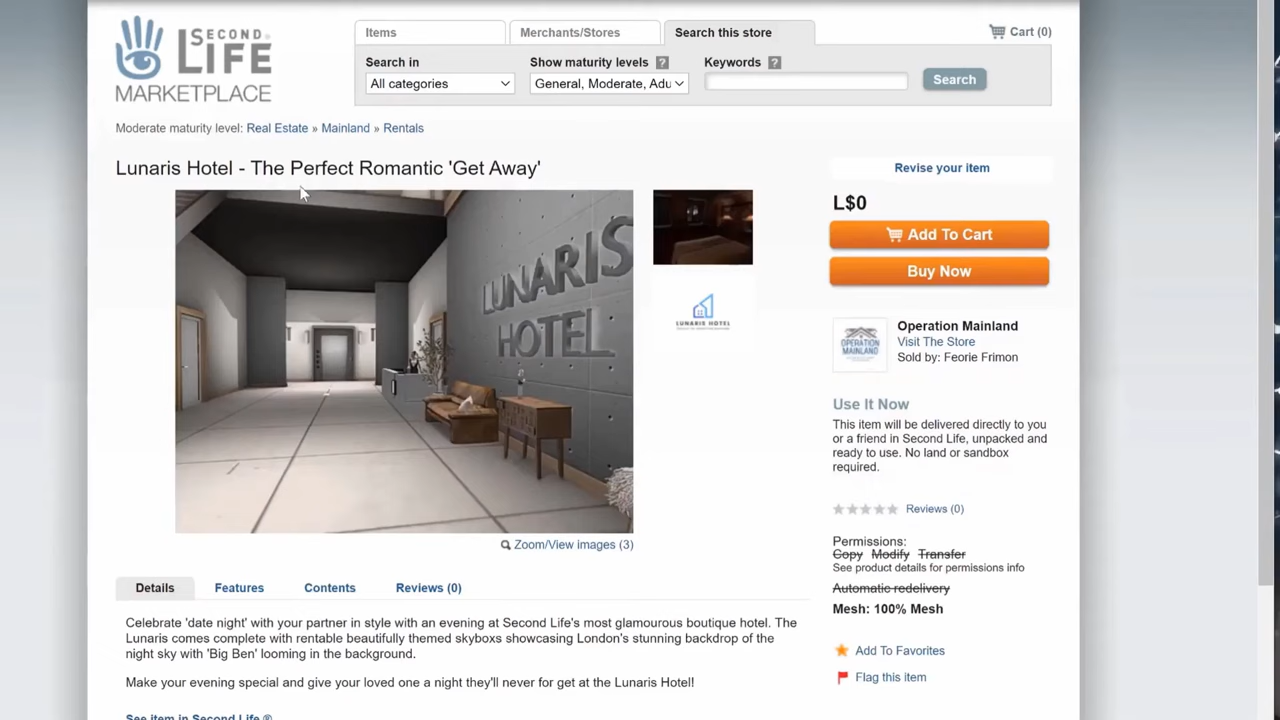 SECOND
LIFE
MARKETPLACE
Items
Merchants/Stores
Search this store
Cart (0)
Search in
Show maturity levels ?
Keywords ?
All categories
General, Moderate, Adu
Search
Moderate maturity level: Real Estate » Mainland » Rentals
Lunaris Hotel - The Perfect Romantic 'Get Away'
LUNARIS
HOTEL
LUNARIS HOTEL
Zoom/View images (3)
Revise your item
L$0
Add To Cart
Buy Now
OPERATION
MAINLAND
Operation Mainland
Visit The Store
Sold by: Feorie Frimon
Use It Now
This item will be delivered directly to you
or a friend in Second Life, unpacked and
ready to use. No land or sandbox
required.
Reviews (0)
Permissions:
Copy Modify Transfer
See product details for permissions info
Automatic redelivery
Mesh: 100% Mesh
Add To Favorites
Flag this item
Details
Features
Contents
Reviews (0)
Celebrate 'date night' with your partner in style with an evening at Second Life's most glamourous boutique hotel. The
Lunaris comes complete with rentable beautifully themed skyboxs showcasing London's stunning backdrop of the
night sky with 'Big Ben' looming in the background.
Make your evening special and give your loved one a night they'll never for get at the Lunaris Hotel!
See item in Second Life ®